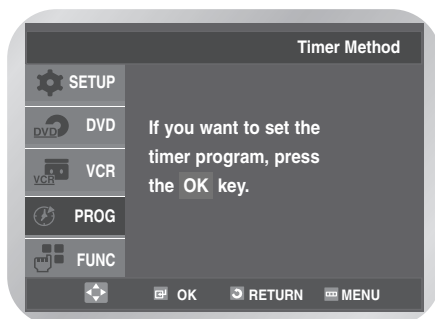 Timer Method
SETUP
DVD DVD
VCR VCR
PROG
FUNC
If you want to set the
timer program, press
the OK key.
OK RETURN MENU